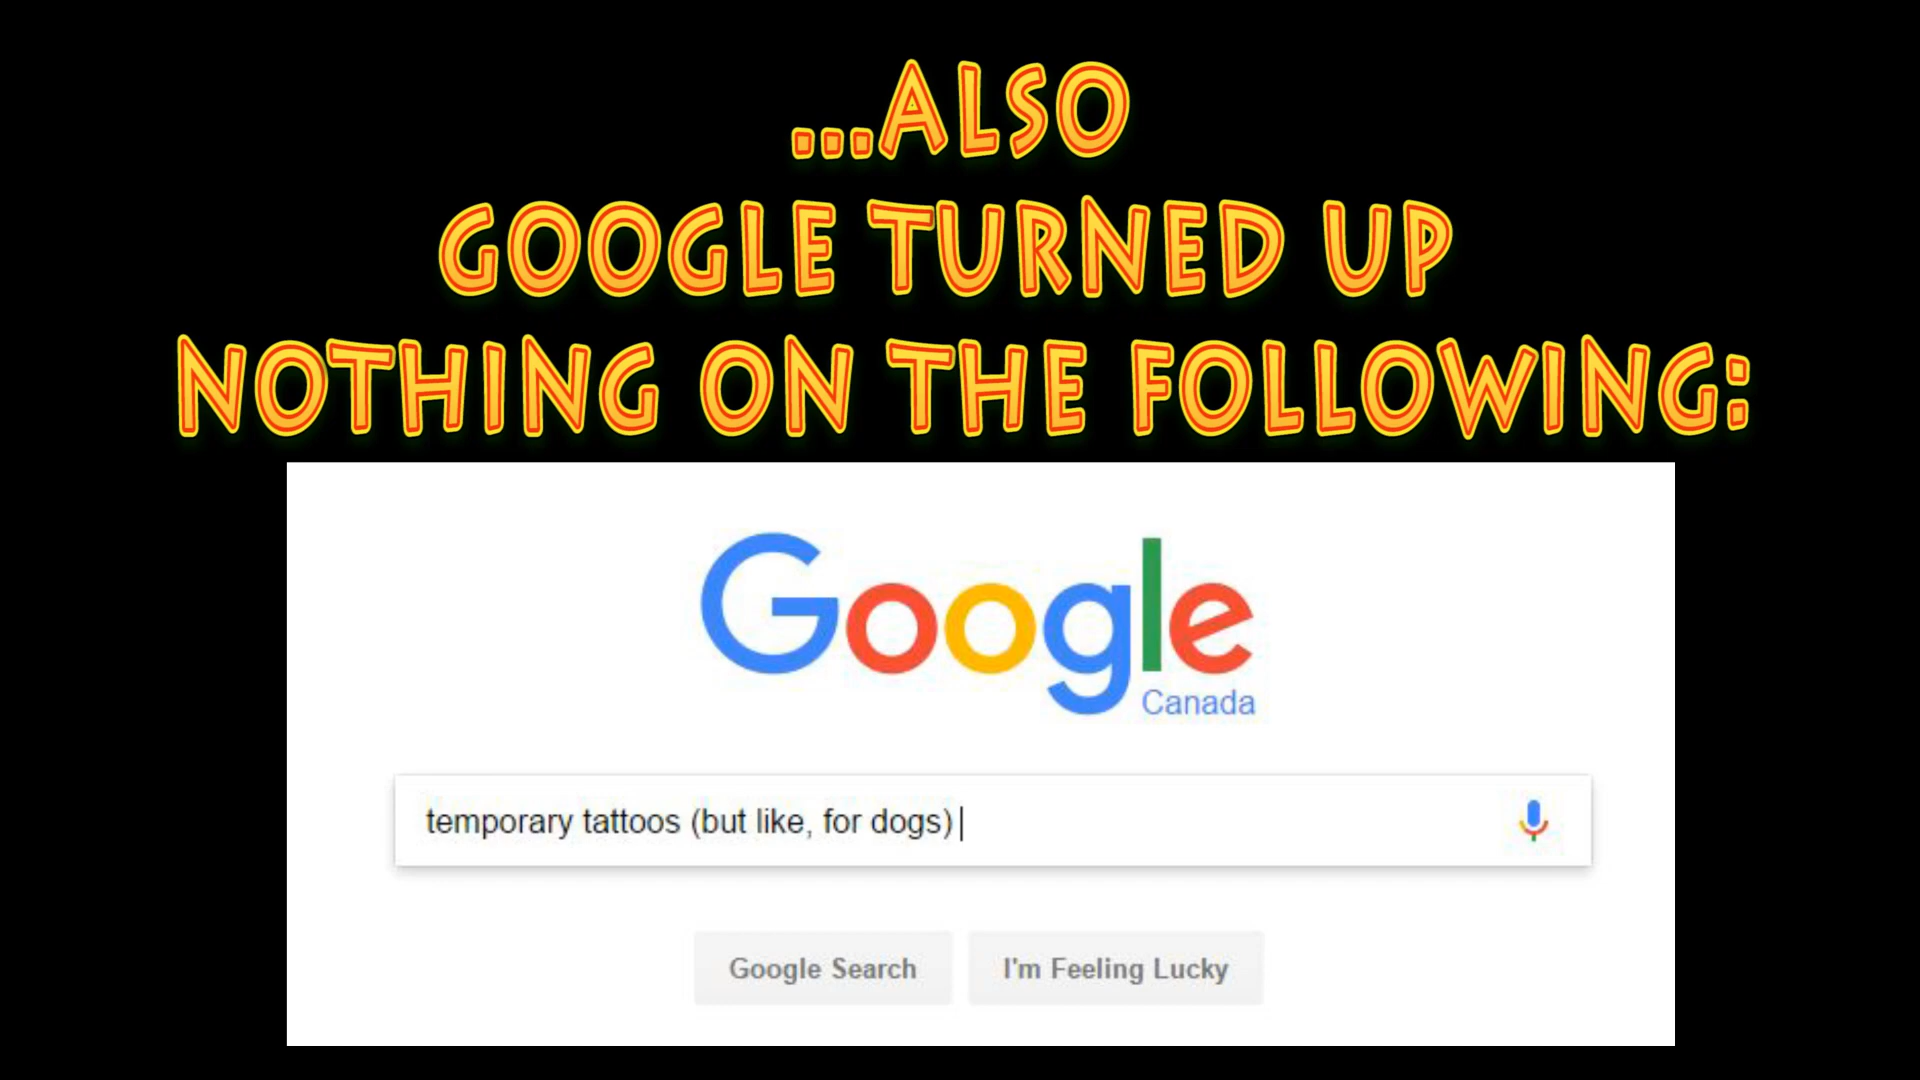 ...ALSO
GOOGLE TURNED UP
NOTHING ON THE FOLLOWING:
Google
Canada
temporary tattoos (but like, for dogs)
Google Search
I'm Feeling Lucky